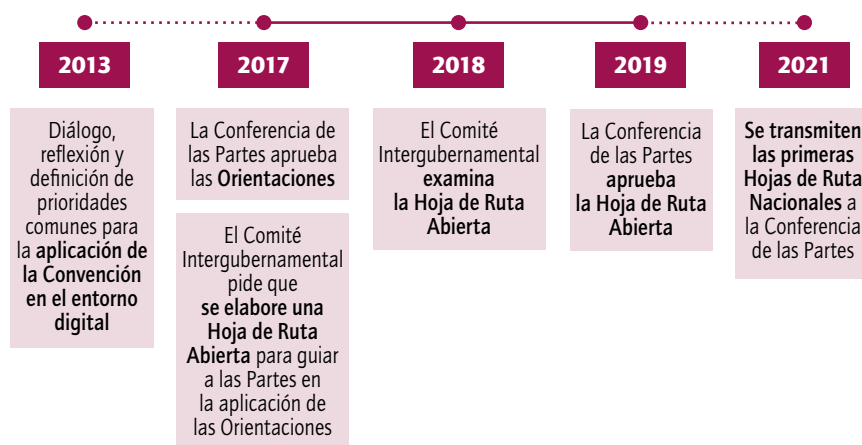 2013
Diálogo,
reflexión y
definición de
prioridades
comunes para
la aplicación de
la Convención
en el entorno
digital
2017
La Conferencia de
las Partes aprueba
las Orientaciones
El Comité
Intergubernamental
pide que
se elabore una
Hoja de Ruta
Abierta para guiar
a las Partes en
la aplicación de
las Orientaciones
2018
El Comité
Intergubernamental
examina
la Hoja de Ruta
Abierta
2019
La Conferencia
de las Partes
aprueba
la Hoja de Ruta
Abierta
2021
Se transmiten
las primeras
Hojas de Ruta
Nacionales a
la Conferencia
de las Partes